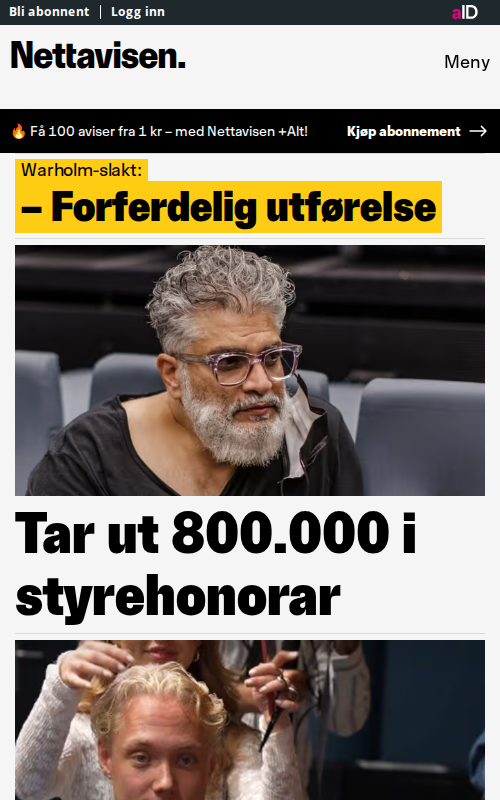 Bli abonnent | Logg inn
aID
Nettavisen.
Meny
🔥 Få 100 aviser fra 1 kr – med Nettavisen +Alt!
Kjøp abonnement →
Warholm-slakt:
– Forferdelig utførelse
Tar ut 800.000 i
styrehonorar